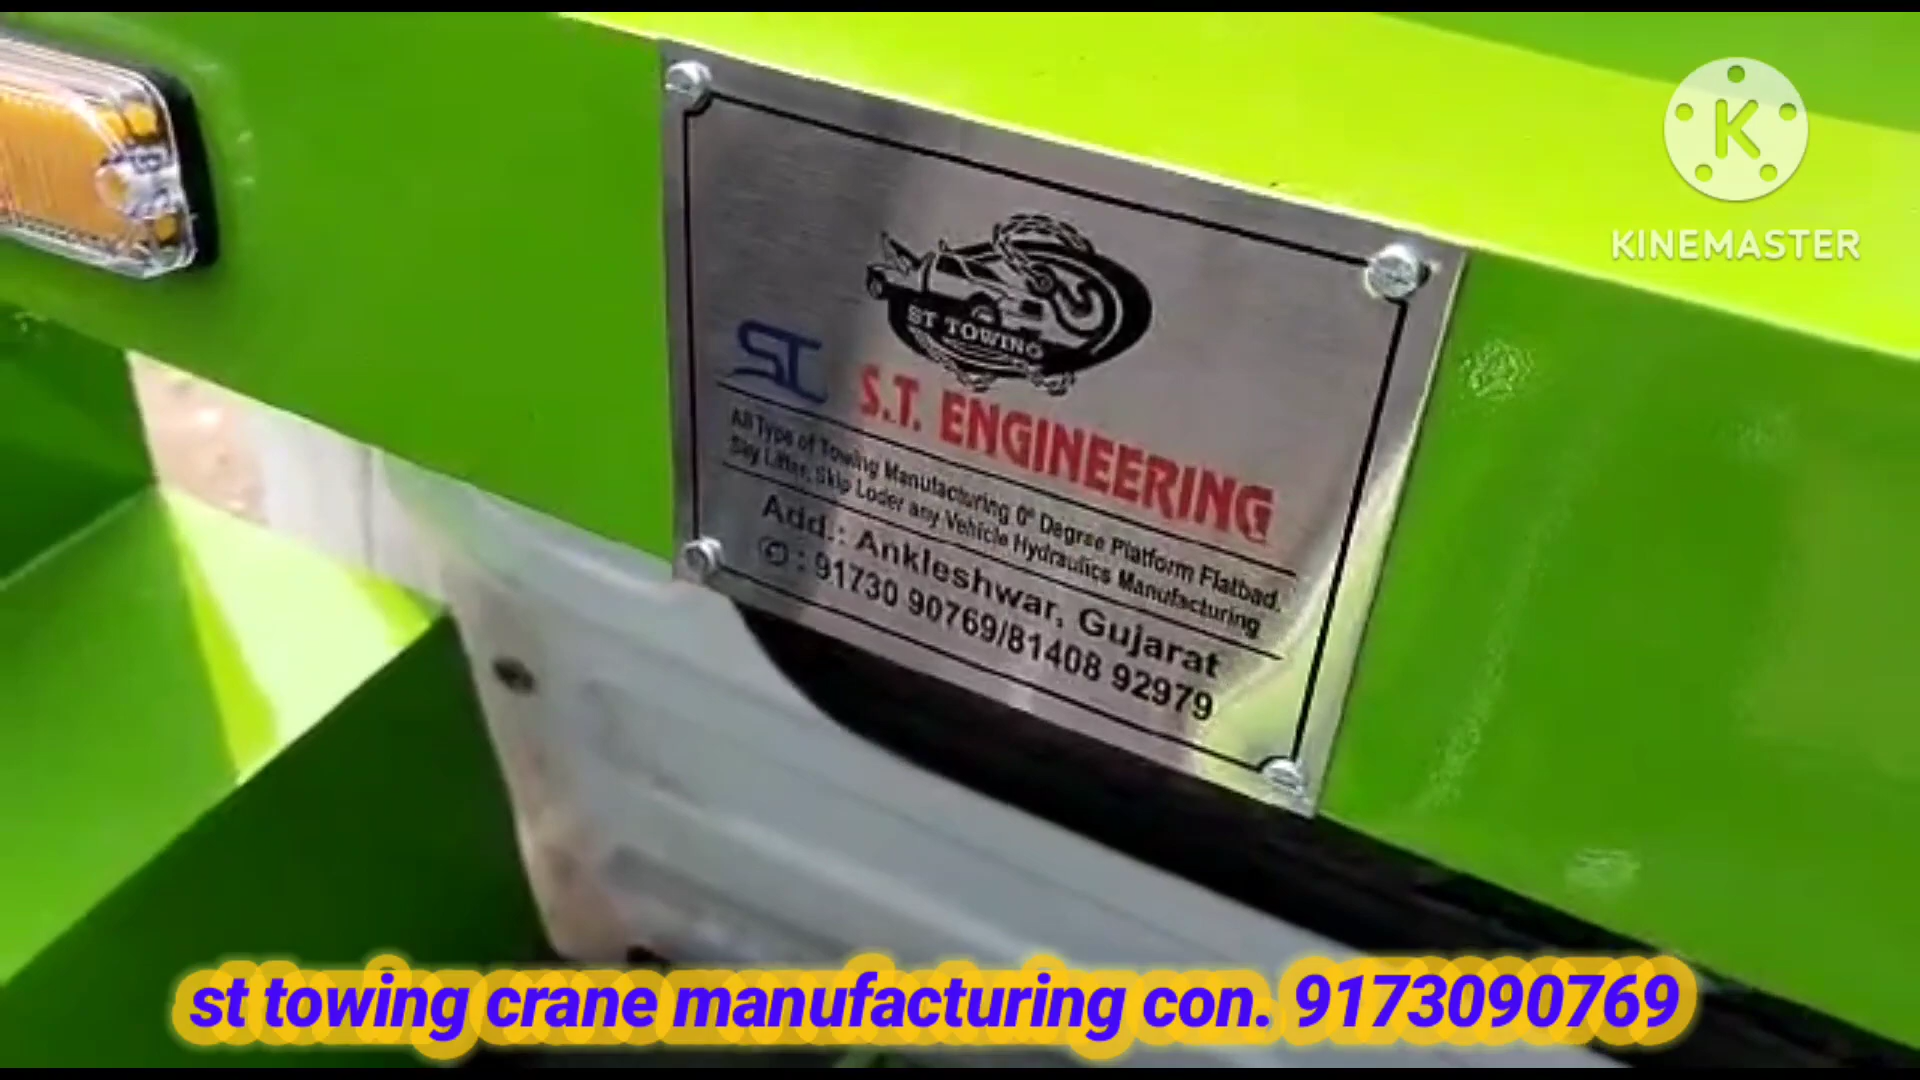 K
KINEMASTER
ST TOWING
ST
S.T. ENGINEERING
All Type of Towing Manufacturing 0° Degree Platform Flatbad,
Sky Lifter, Skip Loder any Vehicle Hydraulics Manufacturing
Add.: Ankleshwar, Gujarat
: 91730 90769/81408 92979
st towing crane manufacturing con. 9173090769